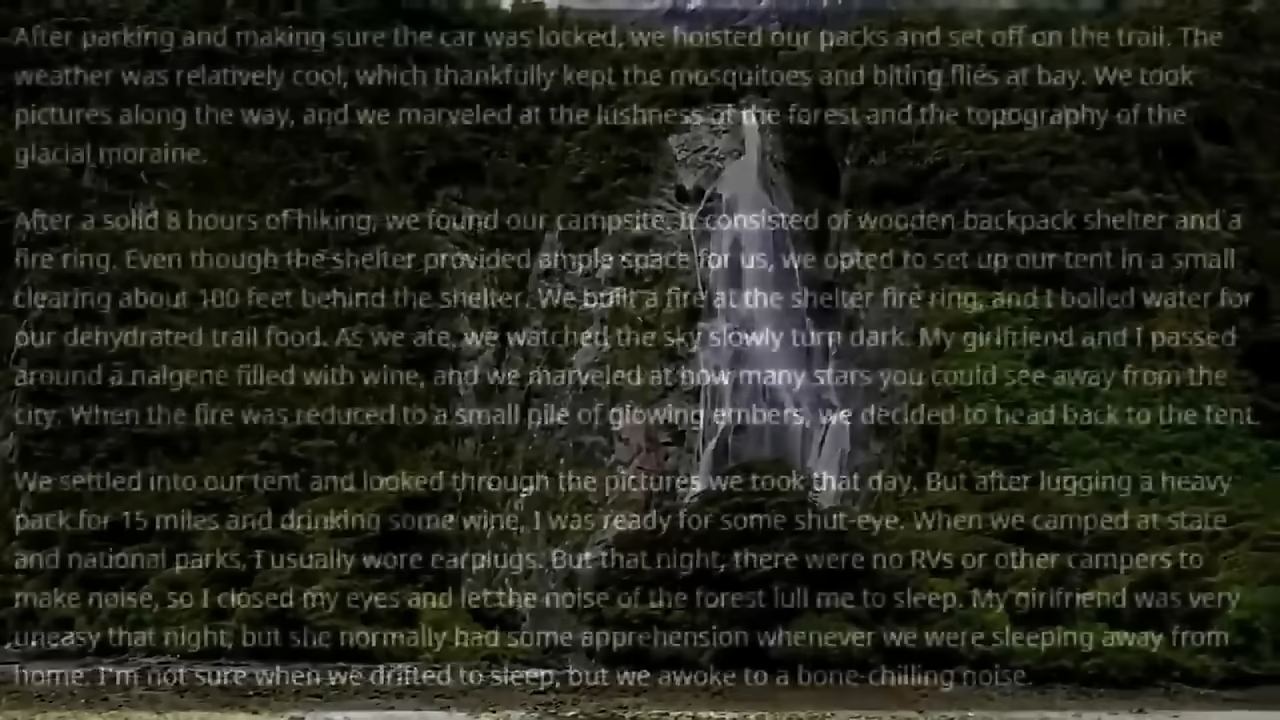 After parking and making sure the car was locked, we hoisted our packs and set off on the trail. The
weather was relatively cool, which thankfully kept the mosquitoes and biting flies at bay. We took
pictures along the way, and we marveled at the lushness of the forest and the topography of the
glacial moraine.
After a solid 8 hours of hiking, we found our campsite. It consisted of wooden backpack shelter and a
fire ring. Even though the shelter provided ample space for us, we opted to set up our tent in a small
clearing about 100 feet behind the shelter. We built a fire at the shelter fire ring, and I boiled water for
our dehydrated trail food. As we ate, we watched the sky slowly turn dark. My girlfriend and I passed
around a nalgene filled with wine, and we marveled at how many stars you could see away from the
city. When the fire was reduced to a small pile of glowing embers, we decided to head back to the tent.
We settled into our tent and looked through the pictures we took that day. But after lugging a heavy
pack for 15 miles and drinking some wine, I was ready for some shut-eye. When we camped at state
and national parks, I usually wore earplugs. But that night, there were no RVs or other campers to
make noise, so I closed my eyes and let the noise of the forest lull me to sleep. My girlfriend was very
uneasy that night, but she normally had some apprehension whenever we were sleeping away from
home. I'm not sure when we drifted to sleep, but we awoke to a bone-chilling noise.